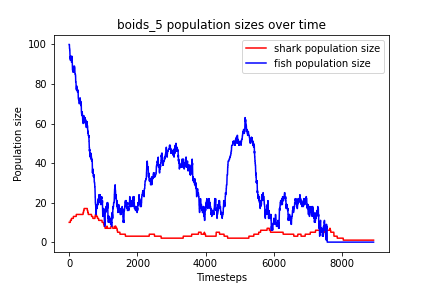 boids_5 population sizes over time
shark population size
fish population size
100
80
60
40
20
0
Population size
0 2000 4000 6000 8000
Timesteps